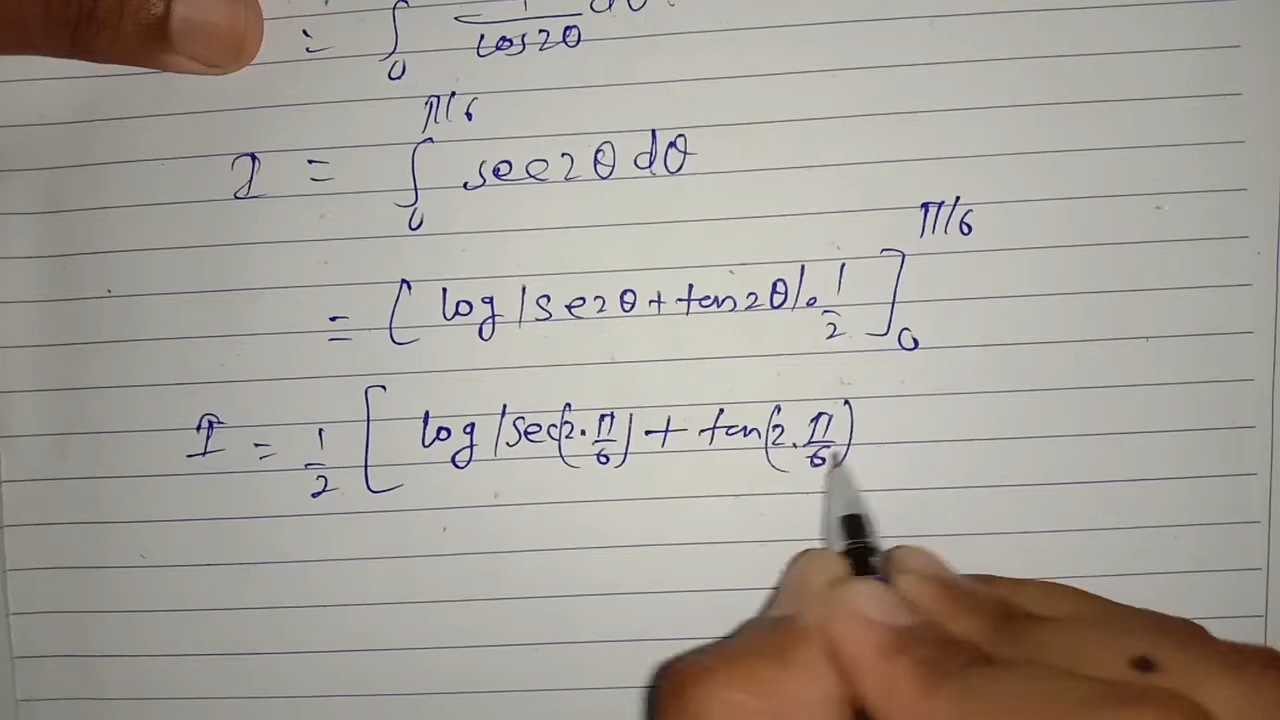 = ∫₀ 1/cos2θ dθ
I = ∫₀^π/6 sec2θ dθ
= [ log |se2θ + tan2θ|. 1/2 ]₀^π/6
I = 1/2 [ log |sec(2.π/6) + tan(2.π/6)